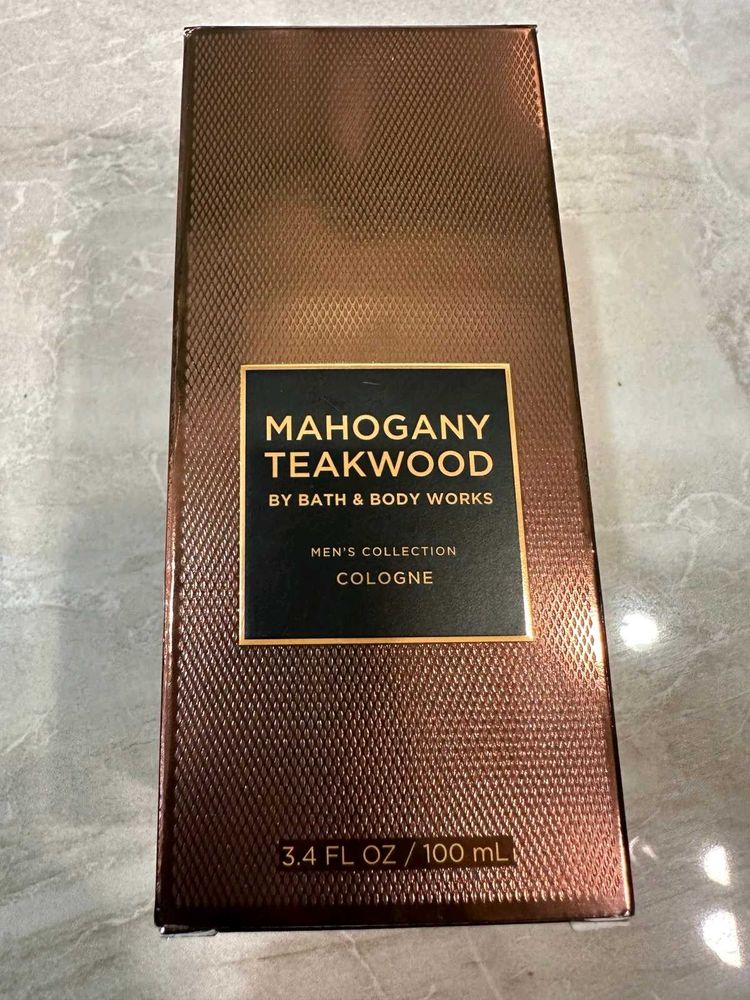 MAHOGANY
TEAKWOOD
BY BATH & BODY WORKS
MEN'S COLLECTION
COLOGNE
3.4 FL OZ / 100 mL